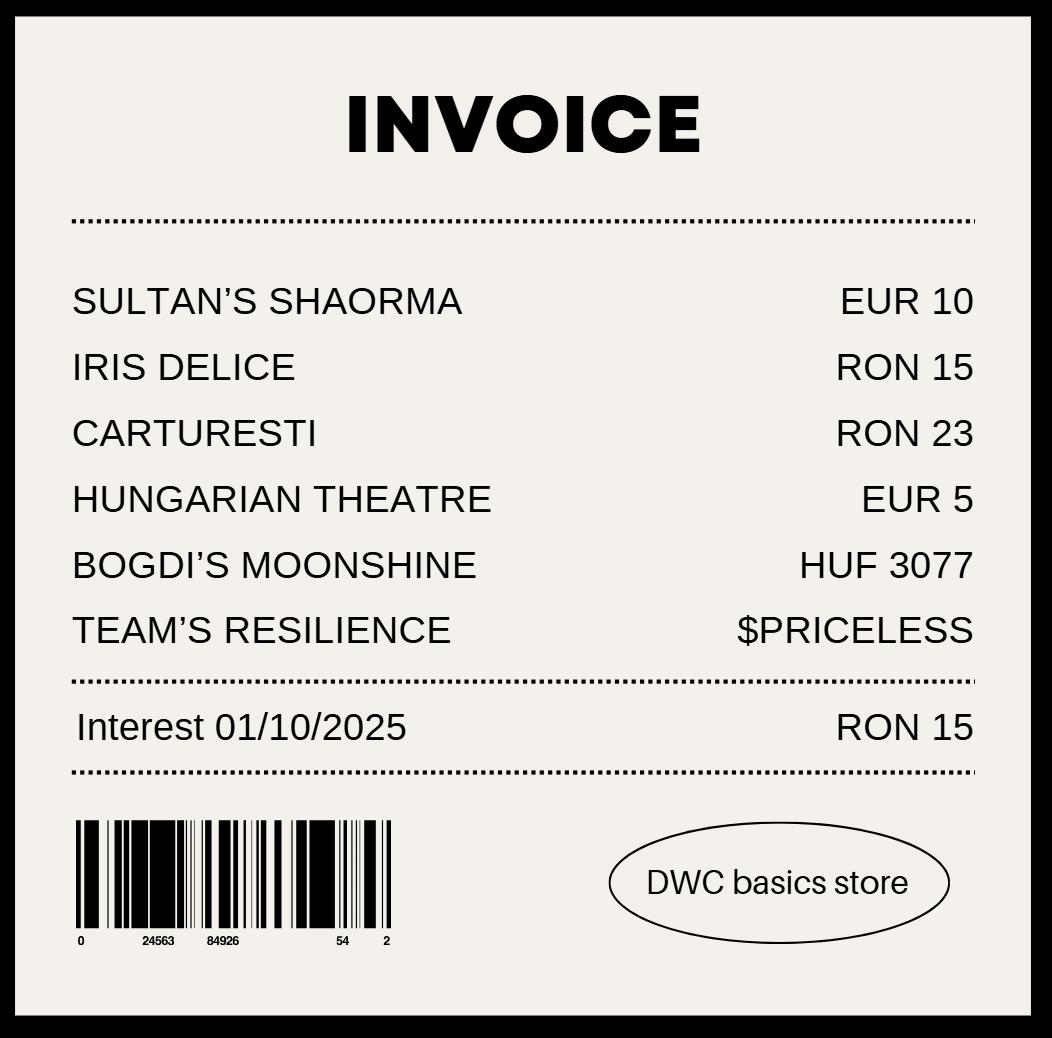 INVOICE
SULTAN’S SHAORMA EUR 10
IRIS DELICE RON 15
CARTURESTI RON 23
HUNGARIAN THEATRE EUR 5
BOGDI’S MOONSHINE HUF 3077
TEAM’S RESILIENCE $PRICELESS
Interest 01/10/2025 RON 15
DWC basics store
0 24563 84926 54 2